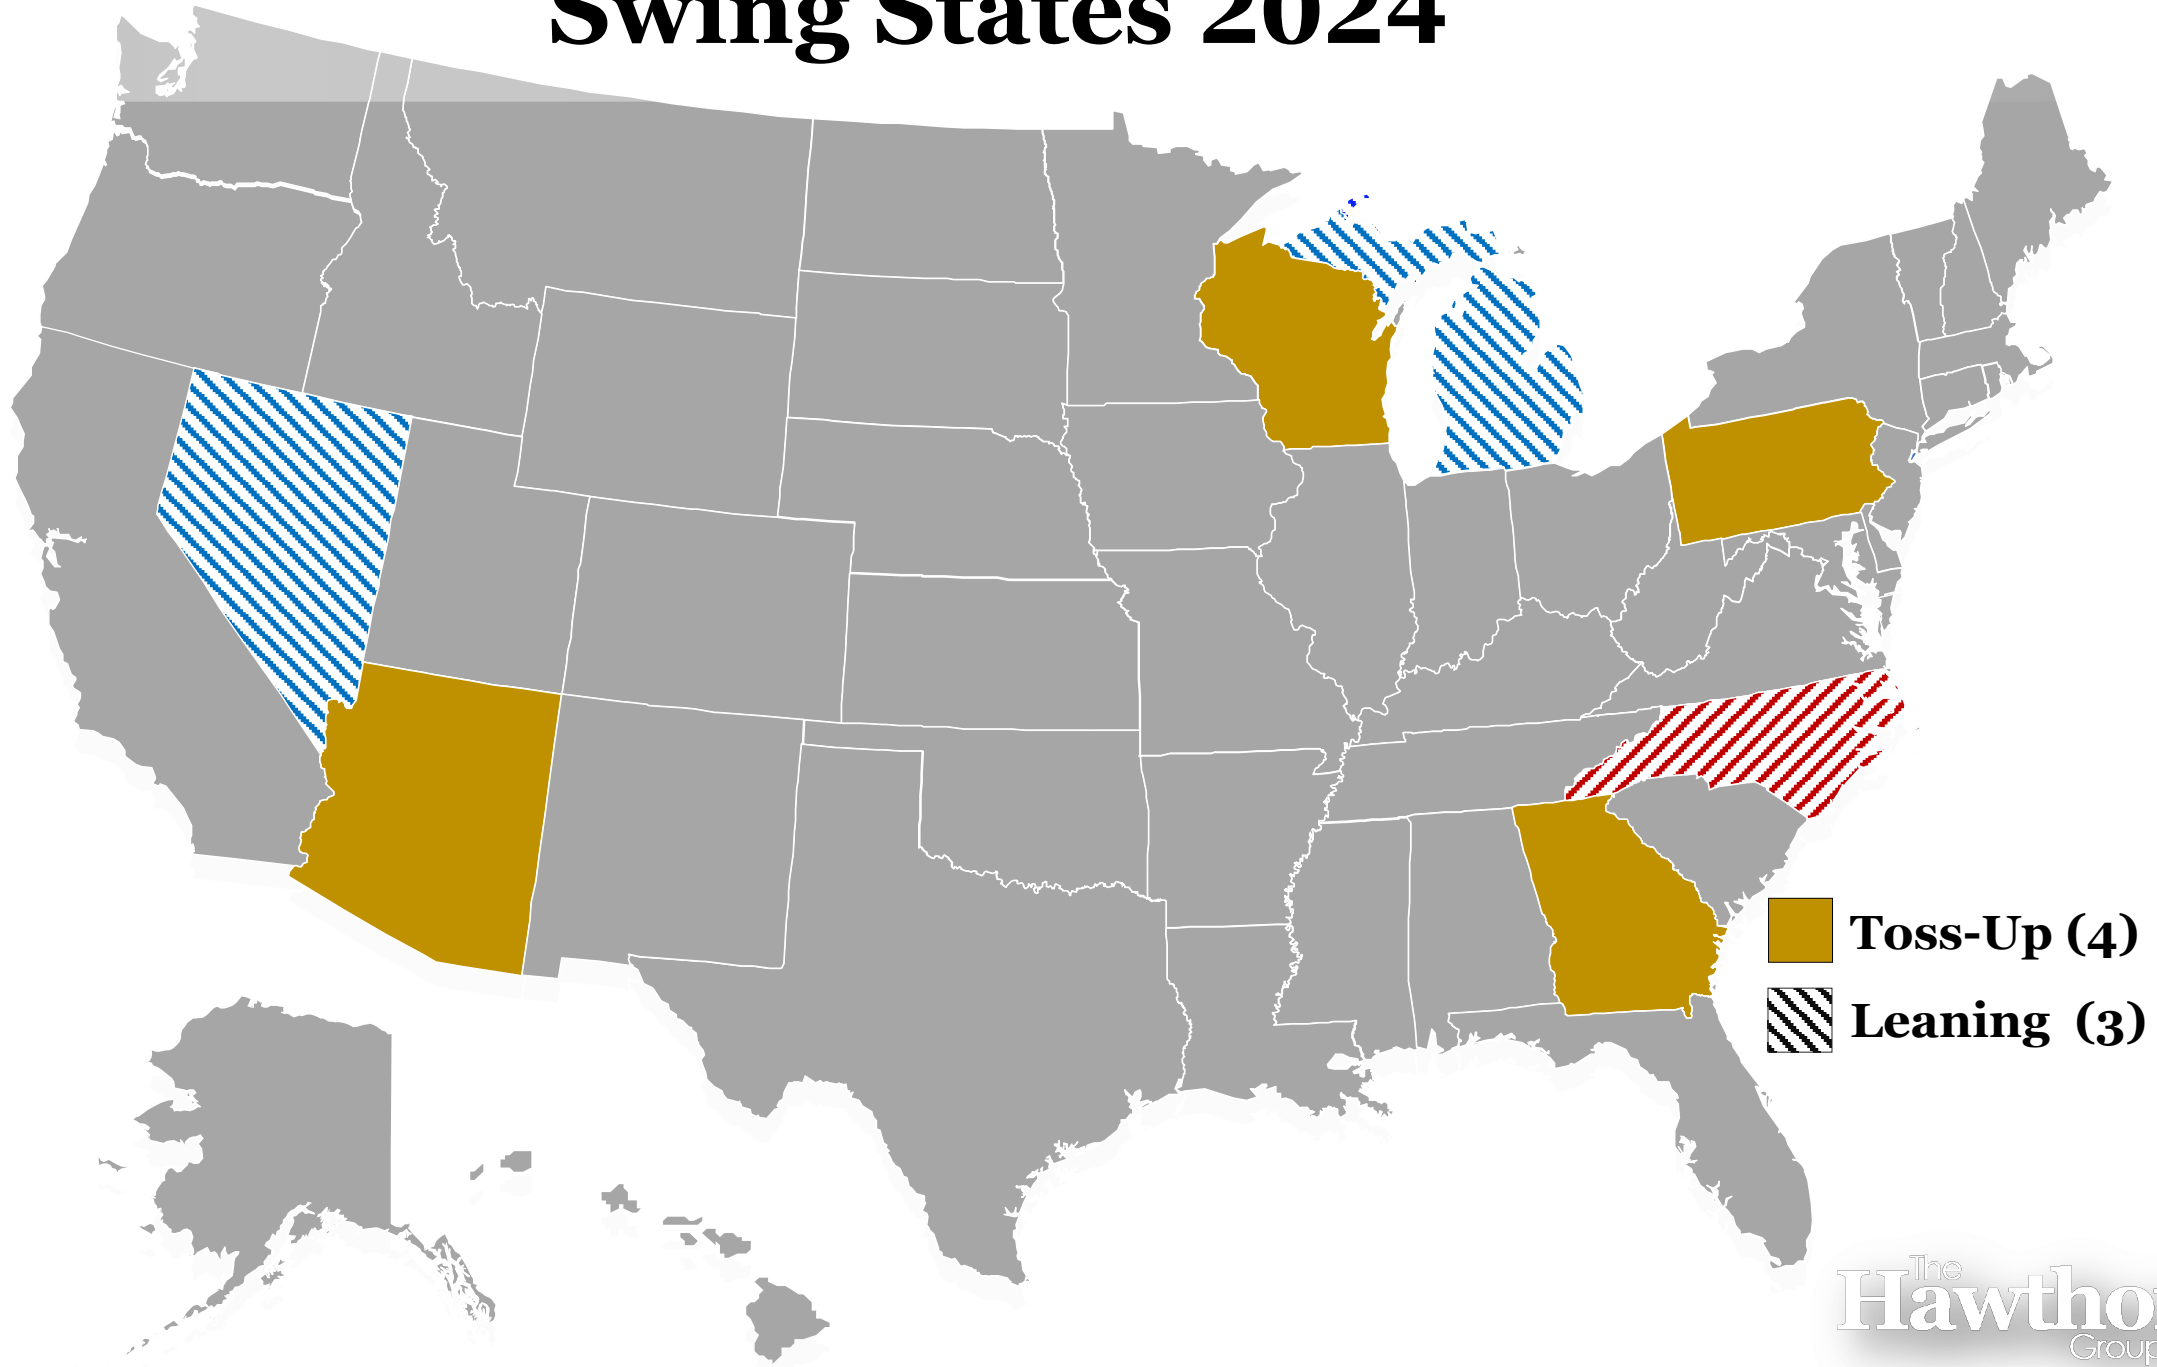 Swing States 2024
Toss-Up (4)
Leaning (3)
The
Group